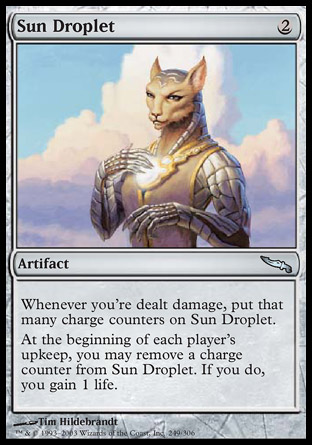 Sun Droplet 2
Artifact
Whenever you're dealt damage, put that
many charge counters on Sun Droplet.
At the beginning of each player's
upkeep, you may remove a charge
counter from Sun Droplet. If you do,
you gain 1 life.
Tim Hildebrandt
™ & © 1993–2003 Wizards of the Coast, Inc. 249/306